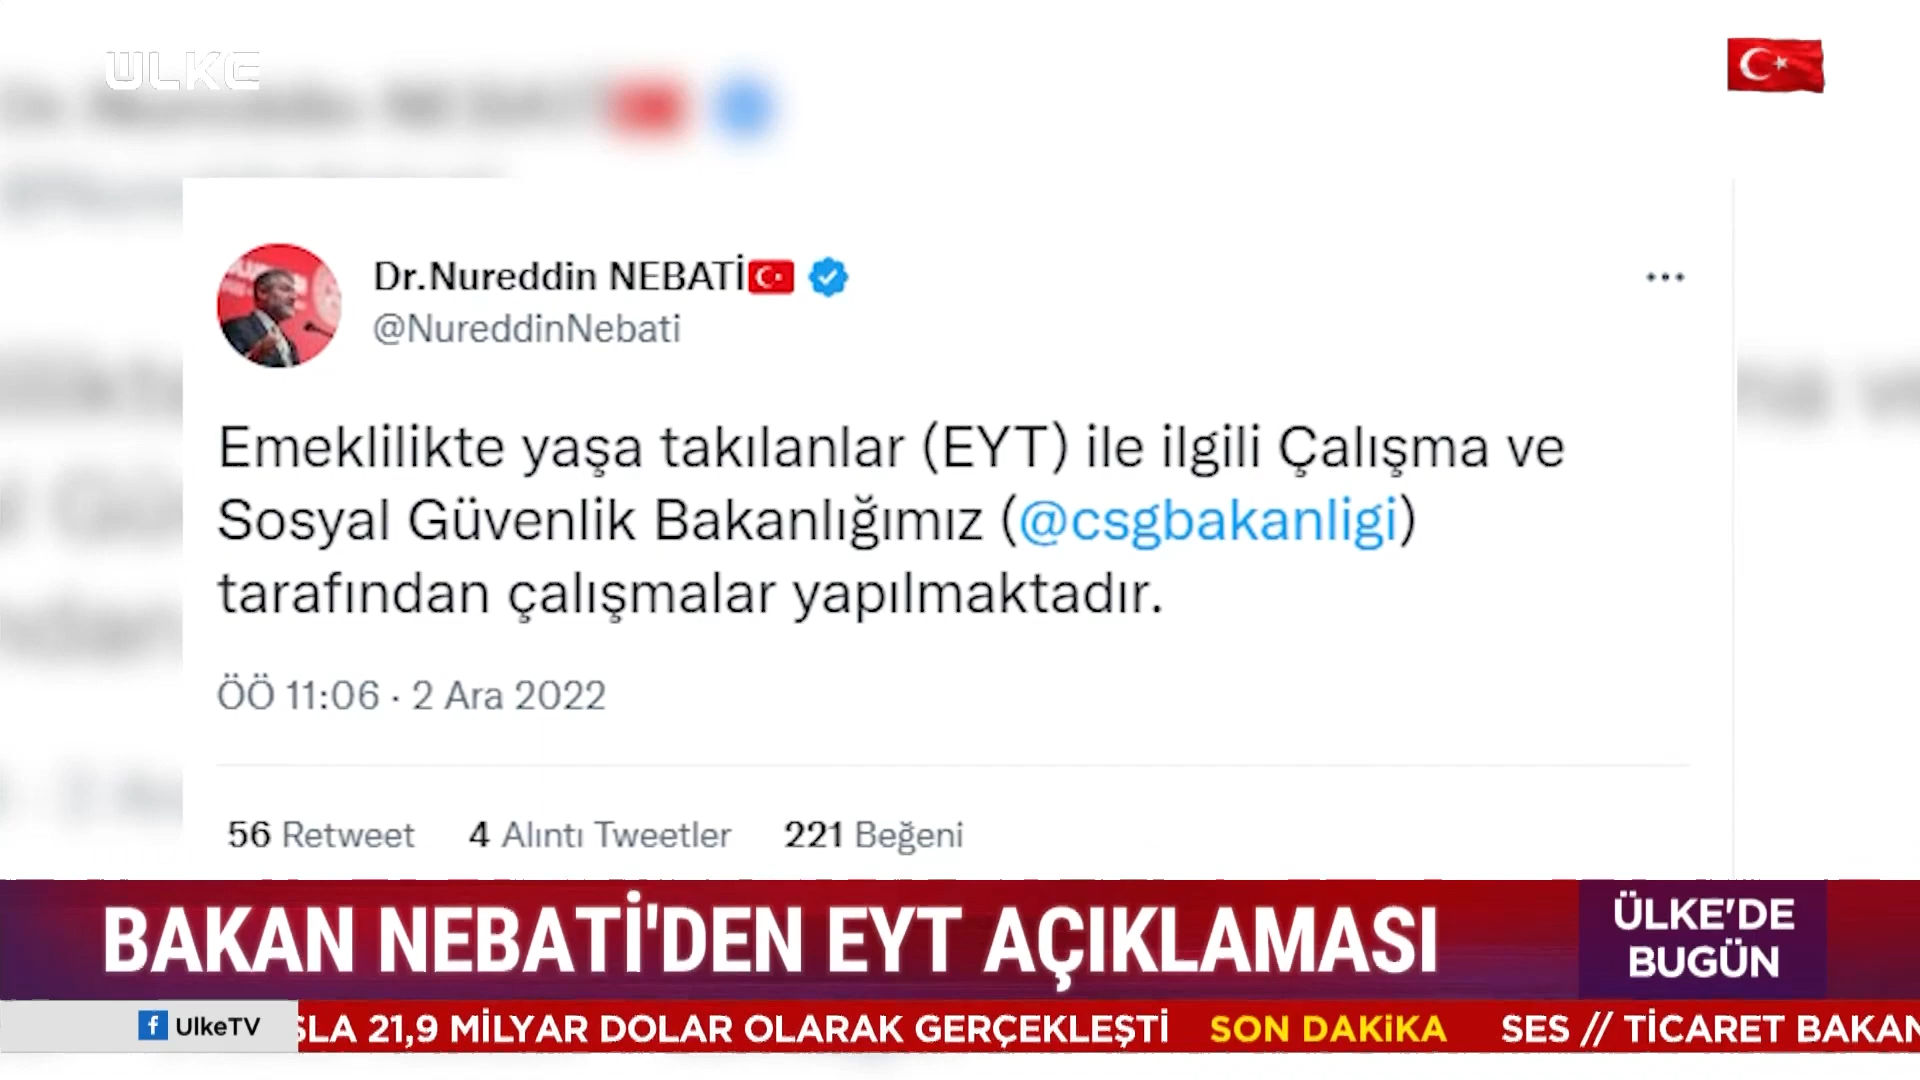 ULKE
Dr.Nureddin NEBATİ
@NureddinNebati
Emeklilikte yaşa takılanlar (EYT) ile ilgili Çalışma ve
Sosyal Güvenlik Bakanlığımız (@csgbakanligi)
tarafından çalışmalar yapılmaktadır.
ÖÖ 11:06 · 2 Ara 2022
56 Retweet 4 Alıntı Tweetler 221 Beğeni
BAKAN NEBATİ'DEN EYT AÇIKLAMASI
ÜLKE'DE
BUGÜN
UlkeTV
21,9 MİLYAR DOLAR OLARAK GERÇEKLEŞTİ SON DAKİKA SES // TİCARET